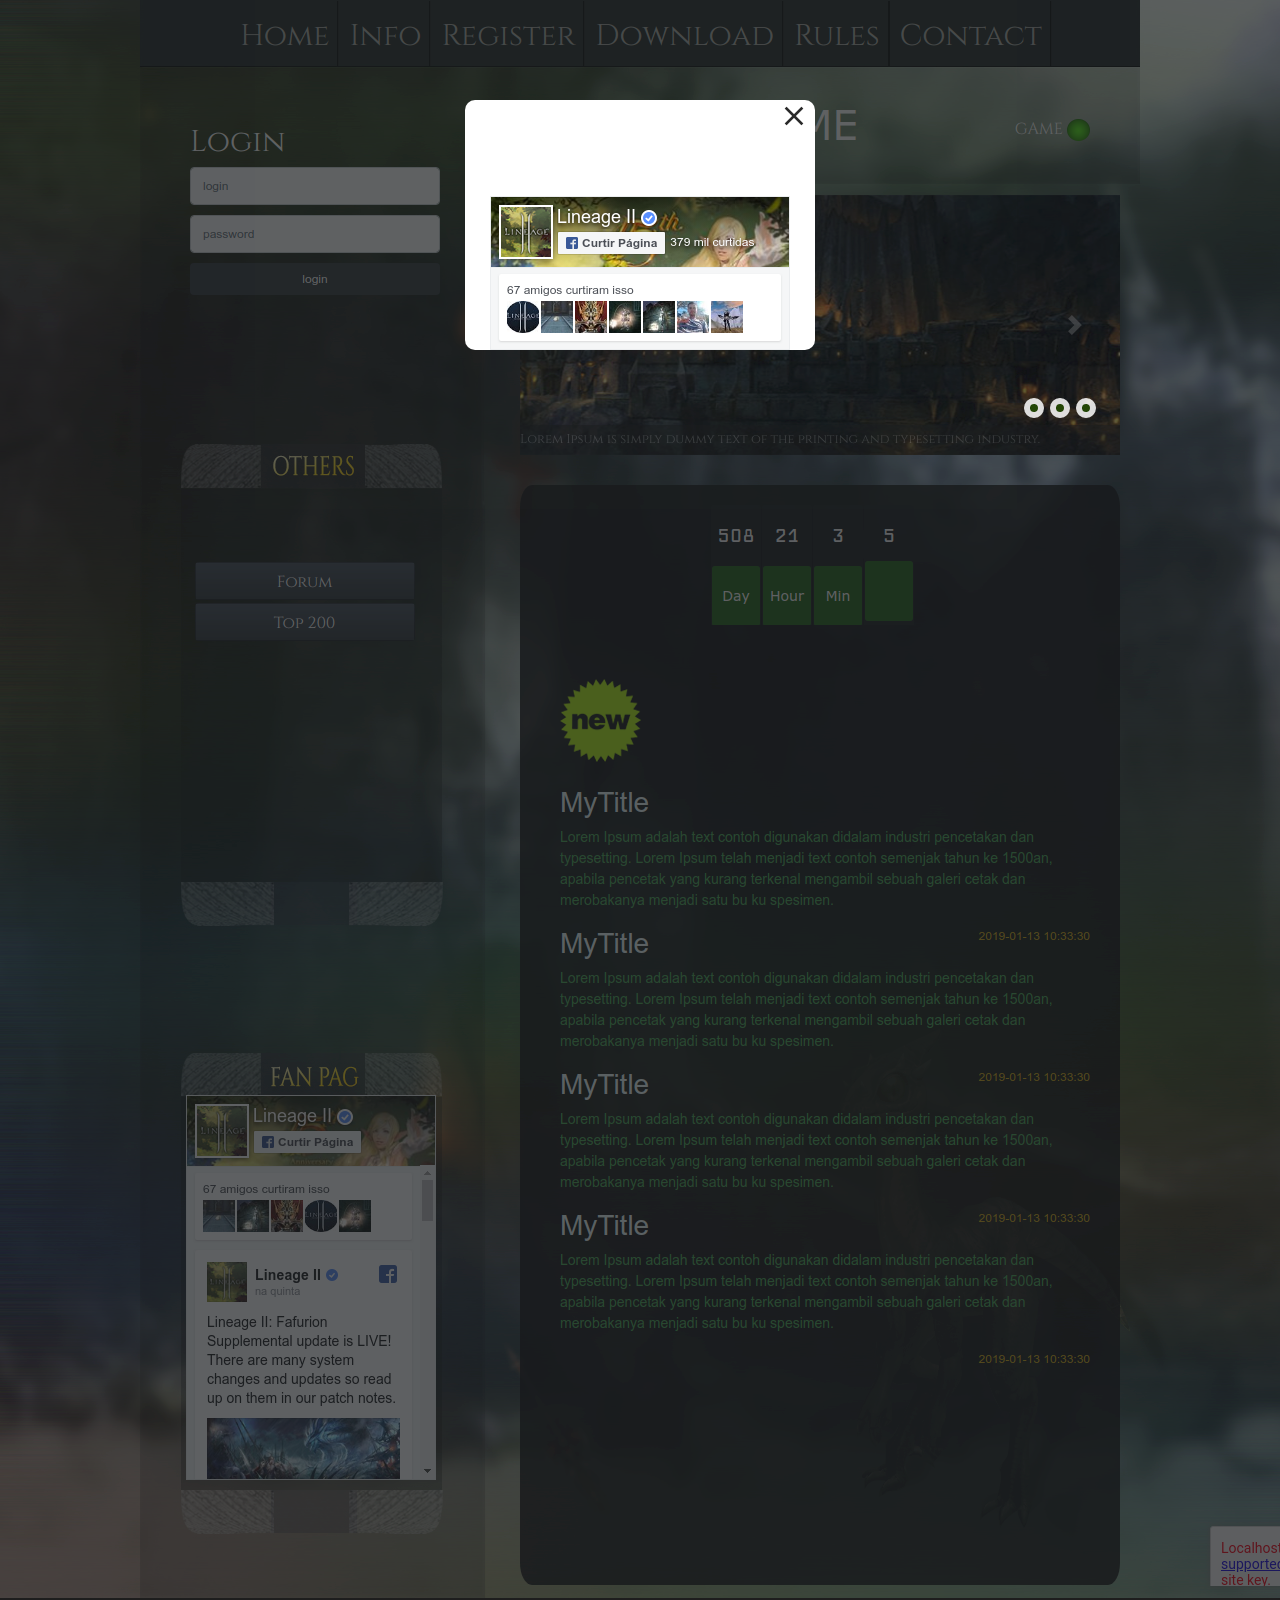 Home Info Register Download Rules Contact
Login
login
password
login
ME
GAME
LINEAGE
Lineage II
Curtir Página
379 mil curtidas
67 amigos curtiram isso
Lorem Ipsum is simply dummy text of the printing and typesetting industry.
OTHERS
Forum
Top 200
508 21 3 5
Day Hour Min
new
MyTitle
Lorem Ipsum adalah text contoh digunakan didalam industri pencetakan dan
typesetting. Lorem Ipsum telah menjadi text contoh semenjak tahun ke 1500an,
apabila pencetak yang kurang terkenal mengambil sebuah galeri cetak dan
merobakanya menjadi satu bu ku spesimen.
2019-01-13 10:33:30
MyTitle
Lorem Ipsum adalah text contoh digunakan didalam industri pencetakan dan
typesetting. Lorem Ipsum telah menjadi text contoh semenjak tahun ke 1500an,
apabila pencetak yang kurang terkenal mengambil sebuah galeri cetak dan
merobakanya menjadi satu bu ku spesimen.
2019-01-13 10:33:30
MyTitle
Lorem Ipsum adalah text contoh digunakan didalam industri pencetakan dan
typesetting. Lorem Ipsum telah menjadi text contoh semenjak tahun ke 1500an,
apabila pencetak yang kurang terkenal mengambil sebuah galeri cetak dan
merobakanya menjadi satu bu ku spesimen.
2019-01-13 10:33:30
MyTitle
Lorem Ipsum adalah text contoh digunakan didalam industri pencetakan dan
typesetting. Lorem Ipsum telah menjadi text contoh semenjak tahun ke 1500an,
apabila pencetak yang kurang terkenal mengambil sebuah galeri cetak dan
merobakanya menjadi satu bu ku spesimen.
2019-01-13 10:33:30
FAN PAG
LINEAGE
Lineage II
Curtir Página
67 amigos curtiram isso
Lineage II
na quinta
Lineage II: Fafurion
Supplemental update is LIVE!
There are many system
changes and updates so read
up on them in our patch notes.
Localhost
supported
site key.